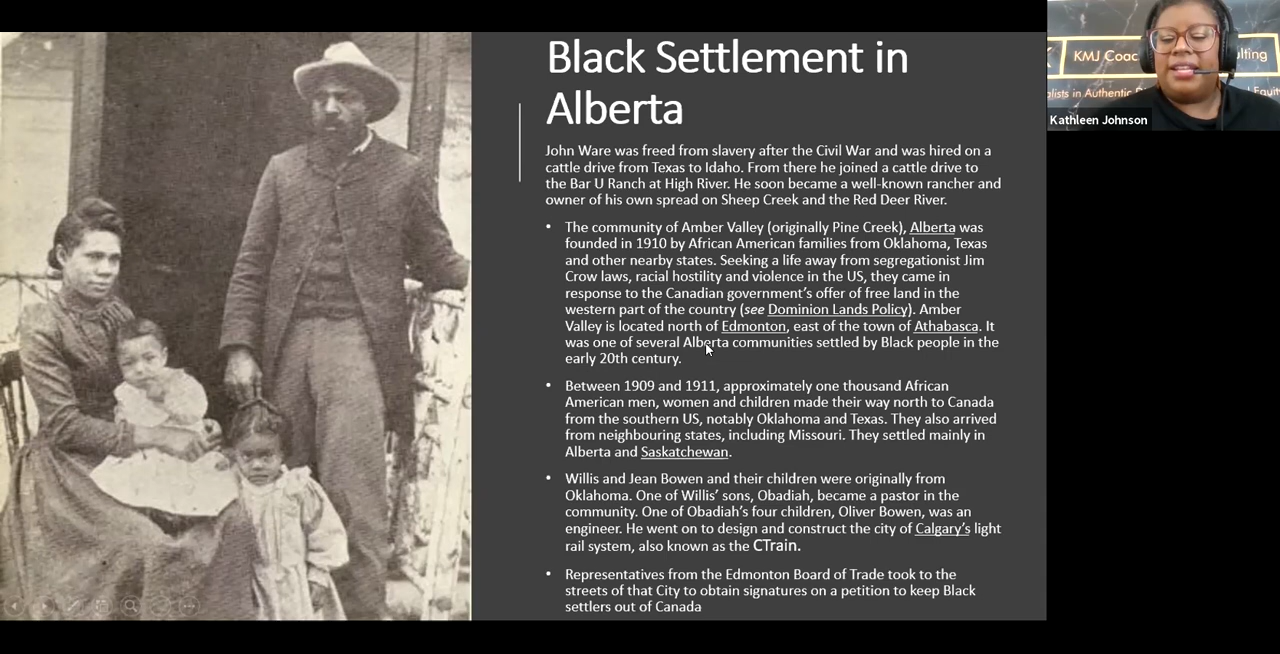 Black Settlement in
Alberta
John Ware was freed from slavery after the Civil War and was hired on a
cattle drive from Texas to Idaho. From there he joined a cattle drive to
the Bar U Ranch at High River. He soon became a well-known rancher and
owner of his own spread on Sheep Creek and the Red Deer River.
• The community of Amber Valley (originally Pine Creek), Alberta was
founded in 1910 by African American families from Oklahoma, Texas
and other nearby states. Seeking a life away from segregationist Jim
Crow laws, racial hostility and violence in the US, they came in
response to the Canadian government's offer of free land in the
western part of the country (see Dominion Lands Policy). Amber
Valley is located north of Edmonton, east of the town of Athabasca. It
was one of several Alberta communities settled by Black people in the
early 20th century.
• Between 1909 and 1911, approximately one thousand African
American men, women and children made their way north to Canada
from the southern US, notably Oklahoma and Texas. They also arrived
from neighbouring states, including Missouri. They settled mainly in
Alberta and Saskatchewan.
• Willis and Jean Bowen and their children were originally from
Oklahoma. One of Willis' sons, Obadiah, became a pastor in the
community. One of Obadiah's four children, Oliver Bowen, was an
engineer. He went on to design and construct the city of Calgary's light
rail system, also known as the CTrain.
• Representatives from the Edmonton Board of Trade took to the
streets of that City to obtain signatures on a petition to keep Black
settlers out of Canada
KMJ Coac ulting
alists in Authentic Equi
Kathleen Johnson